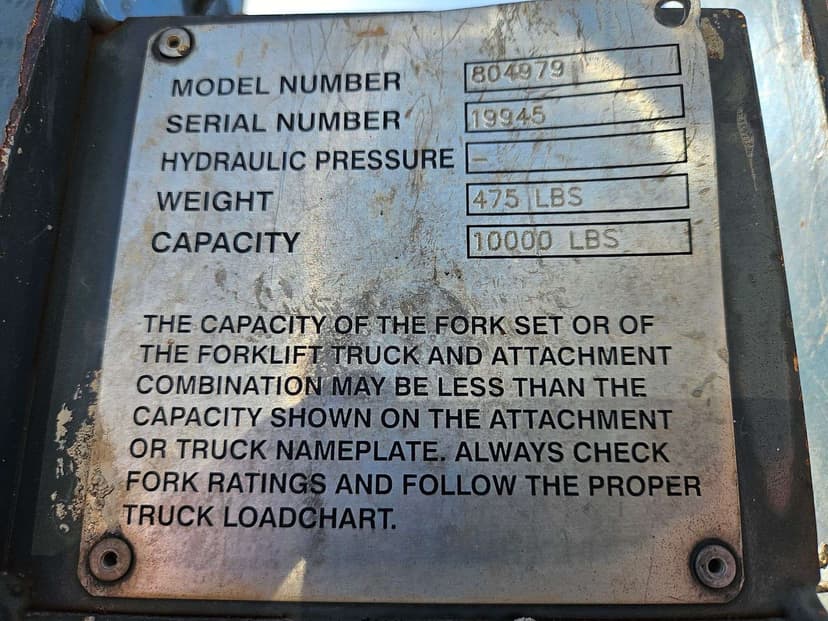 MODEL NUMBER 804979
SERIAL NUMBER 19945
HYDRAULIC PRESSURE -
WEIGHT 475 LBS
CAPACITY 10000 LBS
THE CAPACITY OF THE FORK SET OR OF
THE FORKLIFT TRUCK AND ATTACHMENT
COMBINATION MAY BE LESS THAN THE
CAPACITY SHOWN ON THE ATTACHMENT
OR TRUCK NAMEPLATE. ALWAYS CHECK
FORK RATINGS AND FOLLOW THE PROPER
TRUCK LOADCHART.